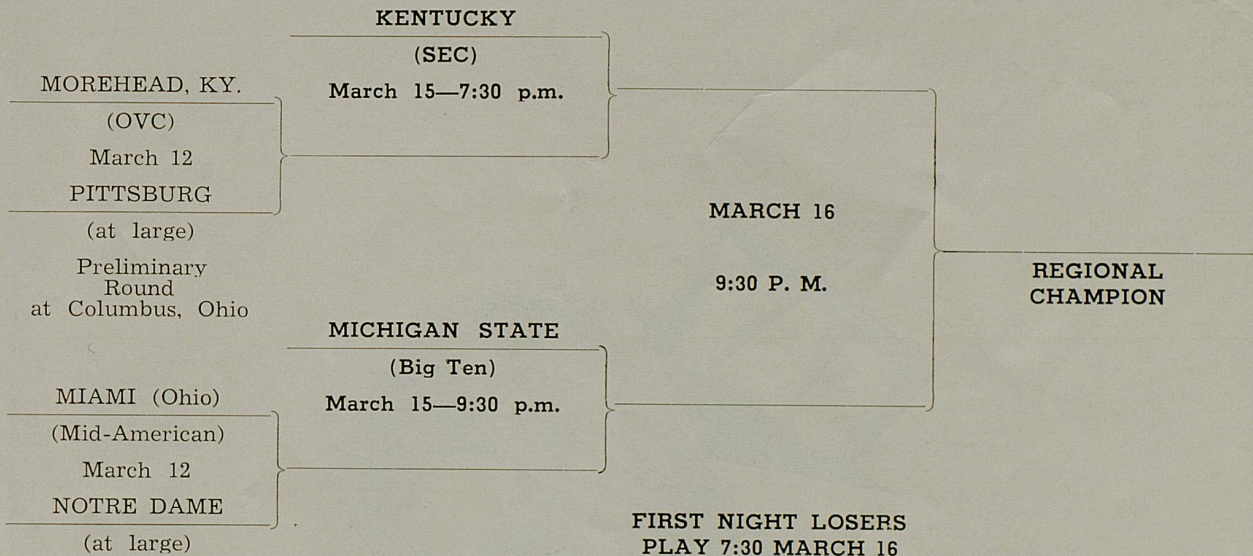 KENTUCKY
(SEC)
March 15—7:30 p.m.
MOREHEAD, KY.
(OVC)
March 12
PITTSBURG
(at large)
Preliminary
Round
at Columbus, Ohio
MARCH 16
9:30 P. M.
REGIONAL
CHAMPION
MICHIGAN STATE
(Big Ten)
March 15—9:30 p.m.
MIAMI (Ohio)
(Mid-American)
March 12
NOTRE DAME
(at large)
FIRST NIGHT LOSERS
PLAY 7:30 MARCH 16